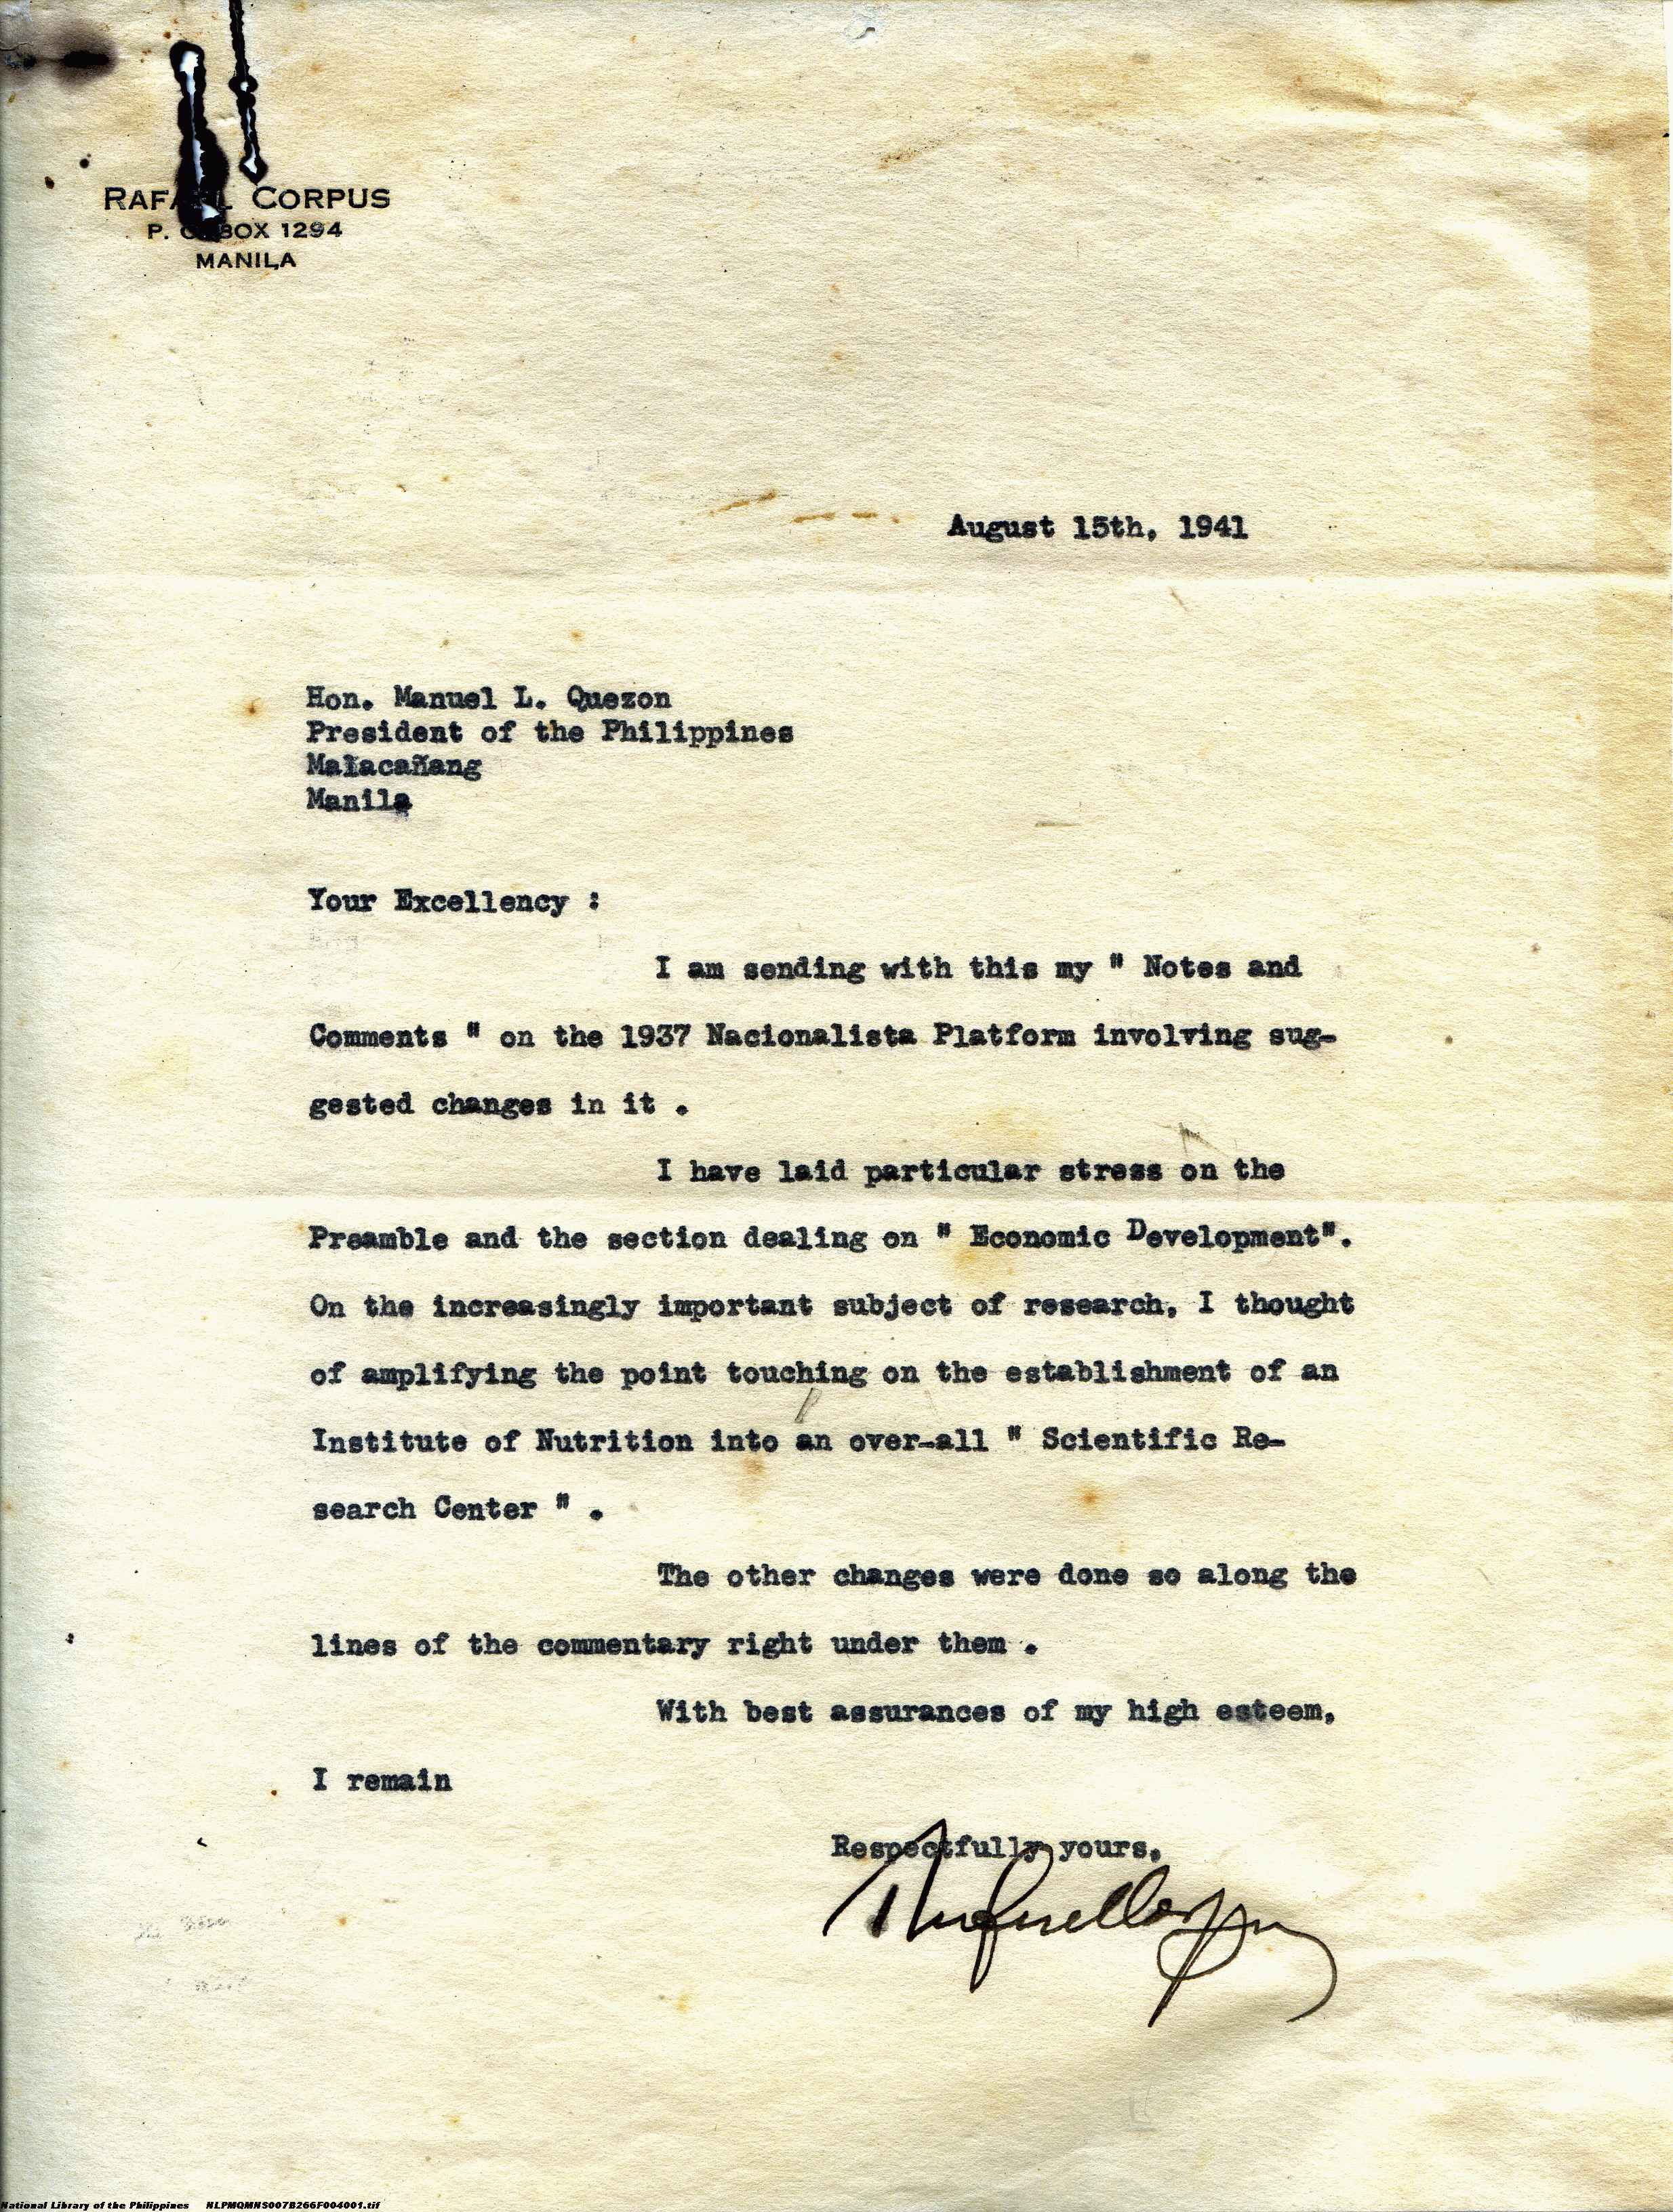 RAFAEL CORPUS
P. O. BOX 1294
MANILA
August 15th, 1941
Hon. Manuel L. Quezon
President of the Philippines
Malacañang
Manila
Your Excellency :
I am sending with this my " Notes and
Comments " on the 1937 Nacionalista Platform involving sug-
gested changes in it .
I have laid particular stress on the
Preamble and the section dealing on " Economic Development".
On the increasingly important subject of research, I thought
of amplifying the point touching on the establishment of an
Institute of Nutrition into an over-all " Scientific Re-
search Center " .
The other changes were done so along the
lines of the commentary right under them .
With best assurances of my high esteem,
I remain
Respectfully yours,
Rafael Corpus
National Library of the Philippines NLPMQMNS007B266F004001.tif